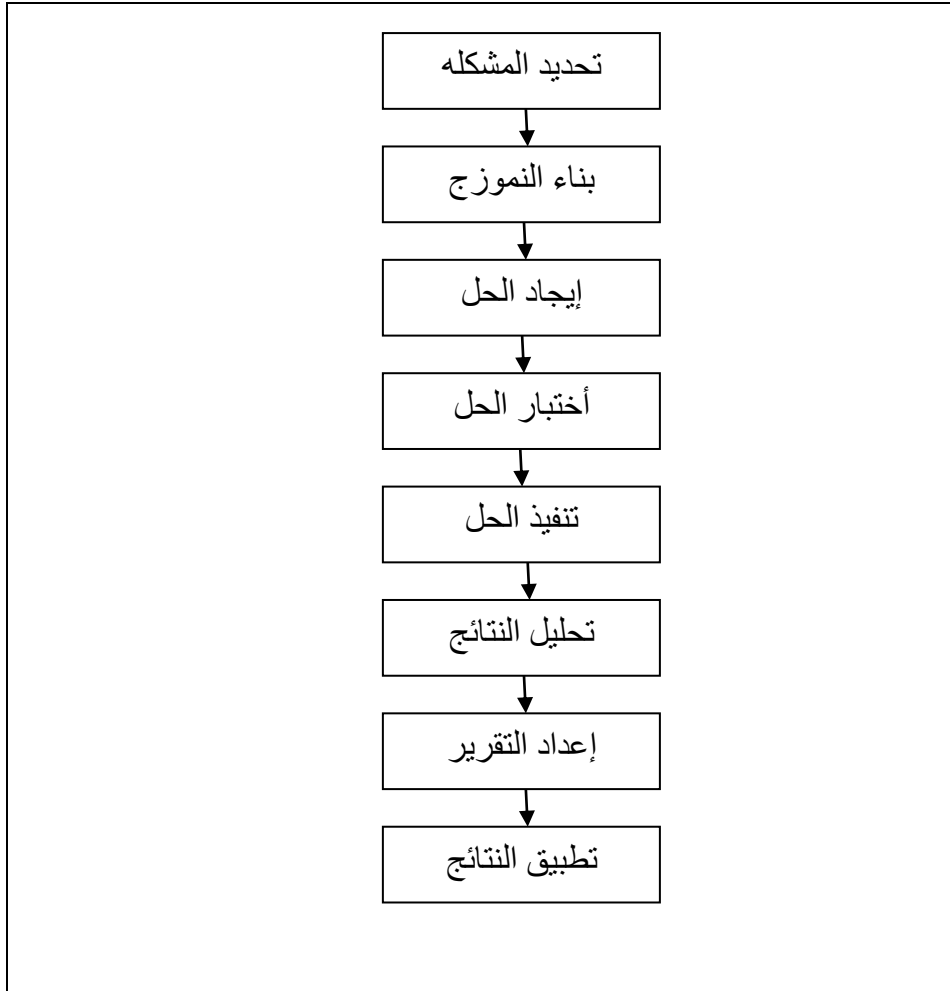 تحديد المشكله
بناء النموزج
إيجاد الحل
أختبار الحل
تنفيذ الحل
تحليل النتائج
إعداد التقرير
تطبيق النتائج